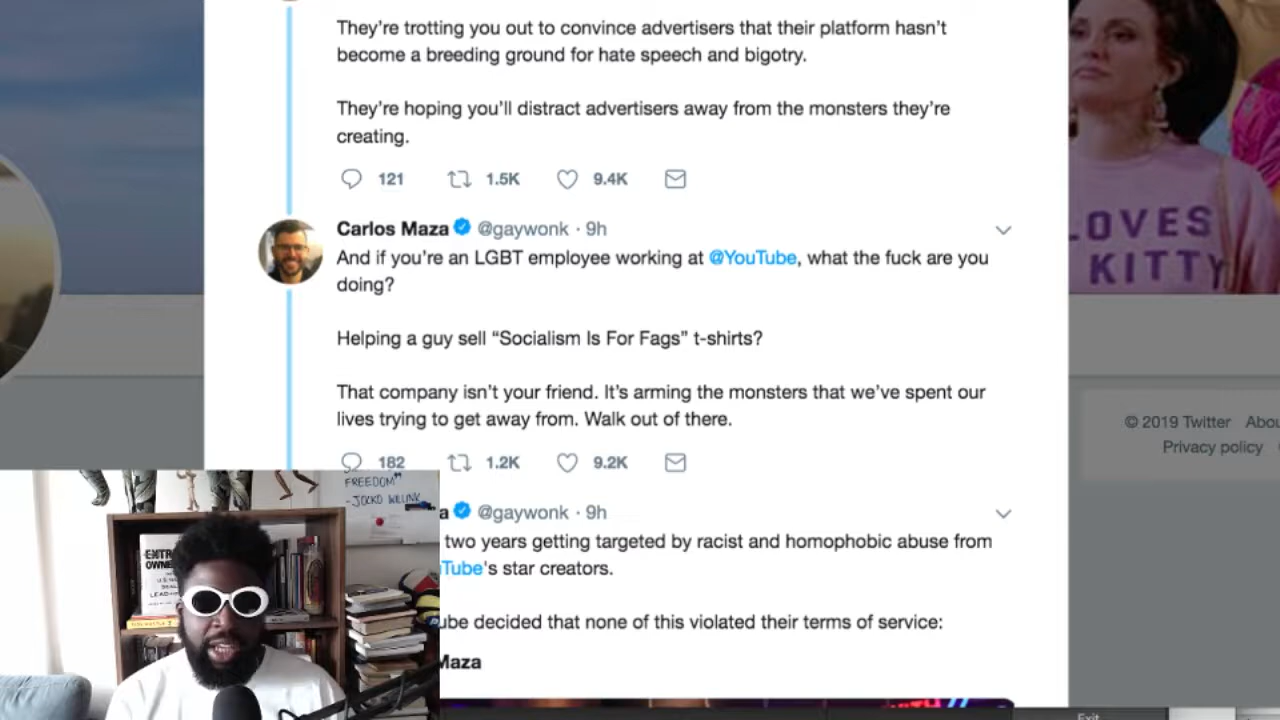 They're trotting you out to convince advertisers that their platform hasn't
become a breeding ground for hate speech and bigotry.
They're hoping you'll distract advertisers away from the monsters they're
creating.
121 1.5K 9.4K
LOVES
KITTY
Carlos Maza @gaywonk · 9h
And if you're an LGBT employee working at @YouTube, what the fuck are you
doing?
Helping a guy sell “Socialism Is For Fags” t-shirts?
That company isn't your friend. It's arming the monsters that we've spent our
lives trying to get away from. Walk out of there.
© 2019 Twitter Abou
Privacy policy
182 1.2K 9.2K
FREEDOM"
-JOCKO WILLINK
a @gaywonk · 9h
two years getting targeted by racist and homophobic abuse from
Tube's star creators.
ube decided that none of this violated their terms of service:
Maza
Exit